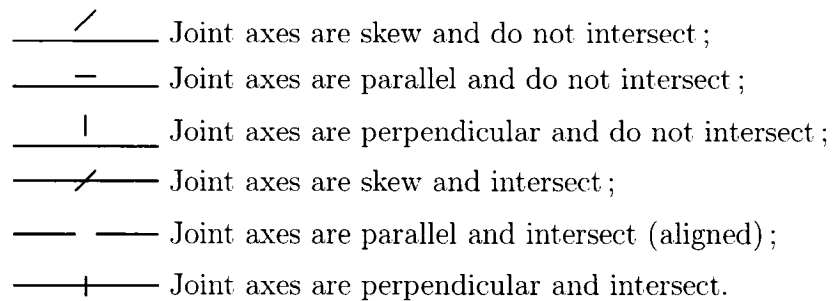 Joint axes are skew and do not intersect ;
Joint axes are parallel and do not intersect ;
Joint axes are perpendicular and do not intersect ;
Joint axes are skew and intersect ;
Joint axes are parallel and intersect (aligned) ;
Joint axes are perpendicular and intersect.